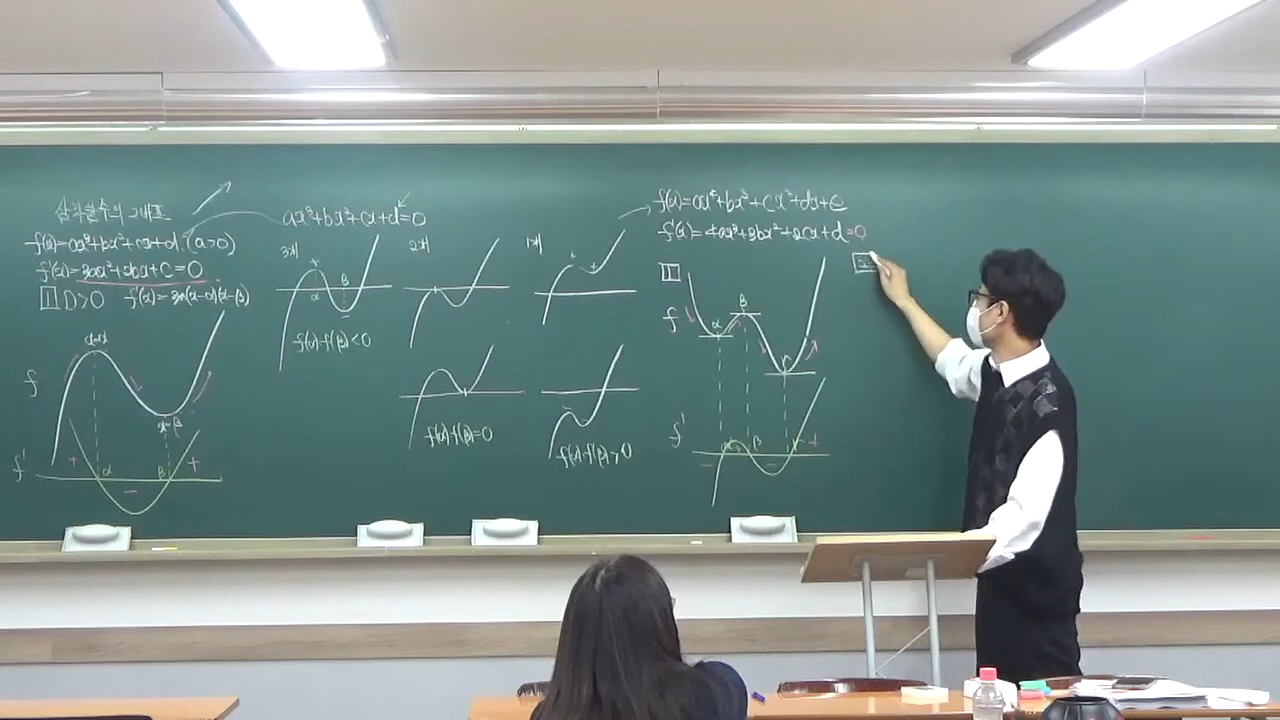 삼차함수의 그래프
f(x)=ax³+bx²+cx+d (a>0)
f'(x)=3ax²+2bx+c=0
1 D>0 f'(x)=3a(x-α)(x-β)
x=α
f
x=β
f'
+ α - β +
ax³+bx²+cx+d=0
3개
α β
f(α)·f(β)<0
2개
f(α)·f(β)=0
1개
f(α)·f(β)>0
f(x)=ax⁴+bx³+cx²+dx+e
f'(x)=4ax³+3bx²+2cx+d=0
1
f
α β r
f'
- + β - +